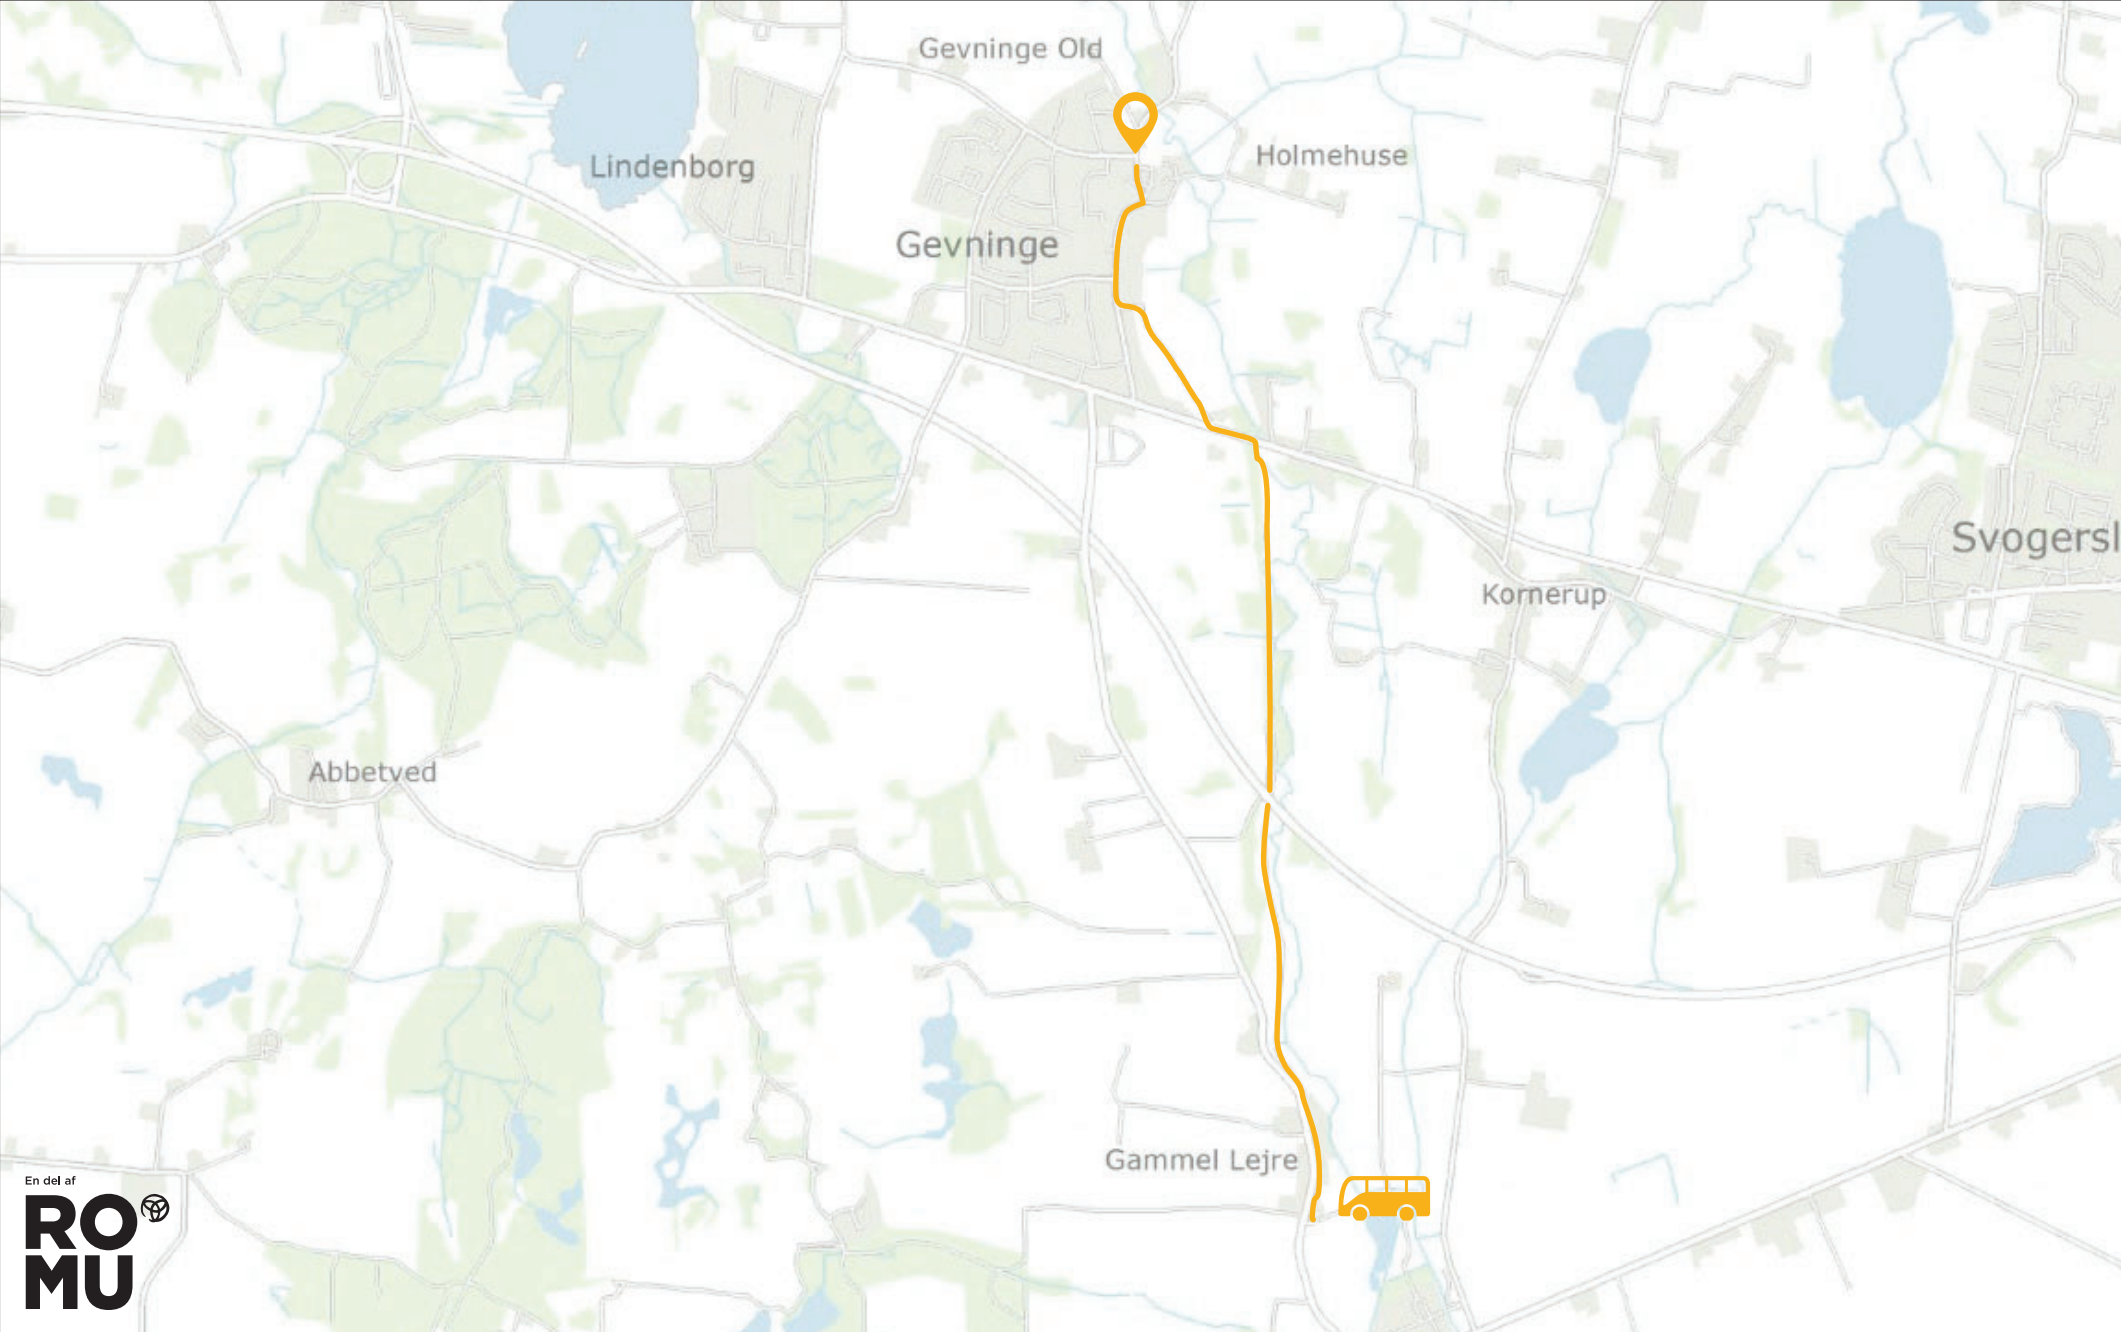 Gevninge Old
Lindenborg
Holmehuse
Gevninge
Svogersl
Kornerup
Abbetved
Gammel Lejre
En del af
RO
MU